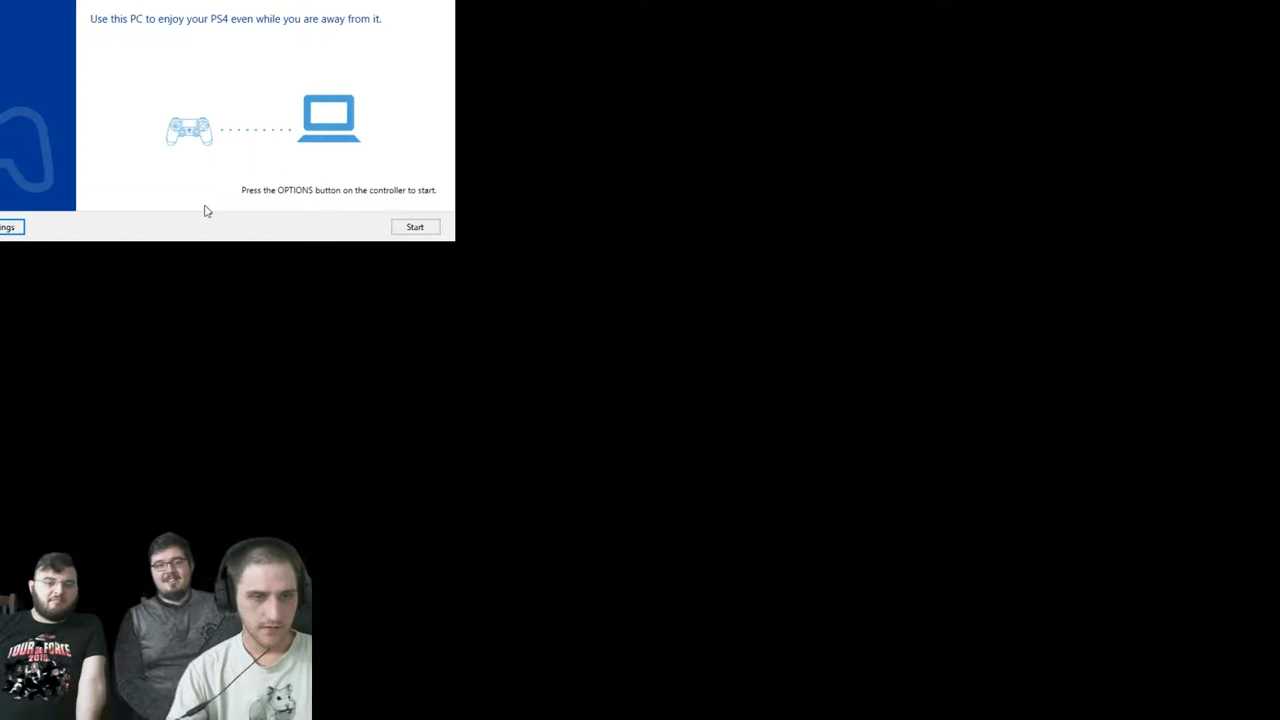 Use this PC to enjoy your PS4 even while you are away from it.
Press the OPTIONS button on the controller to start.
ings
Start
TOUR DE FORCE
2019